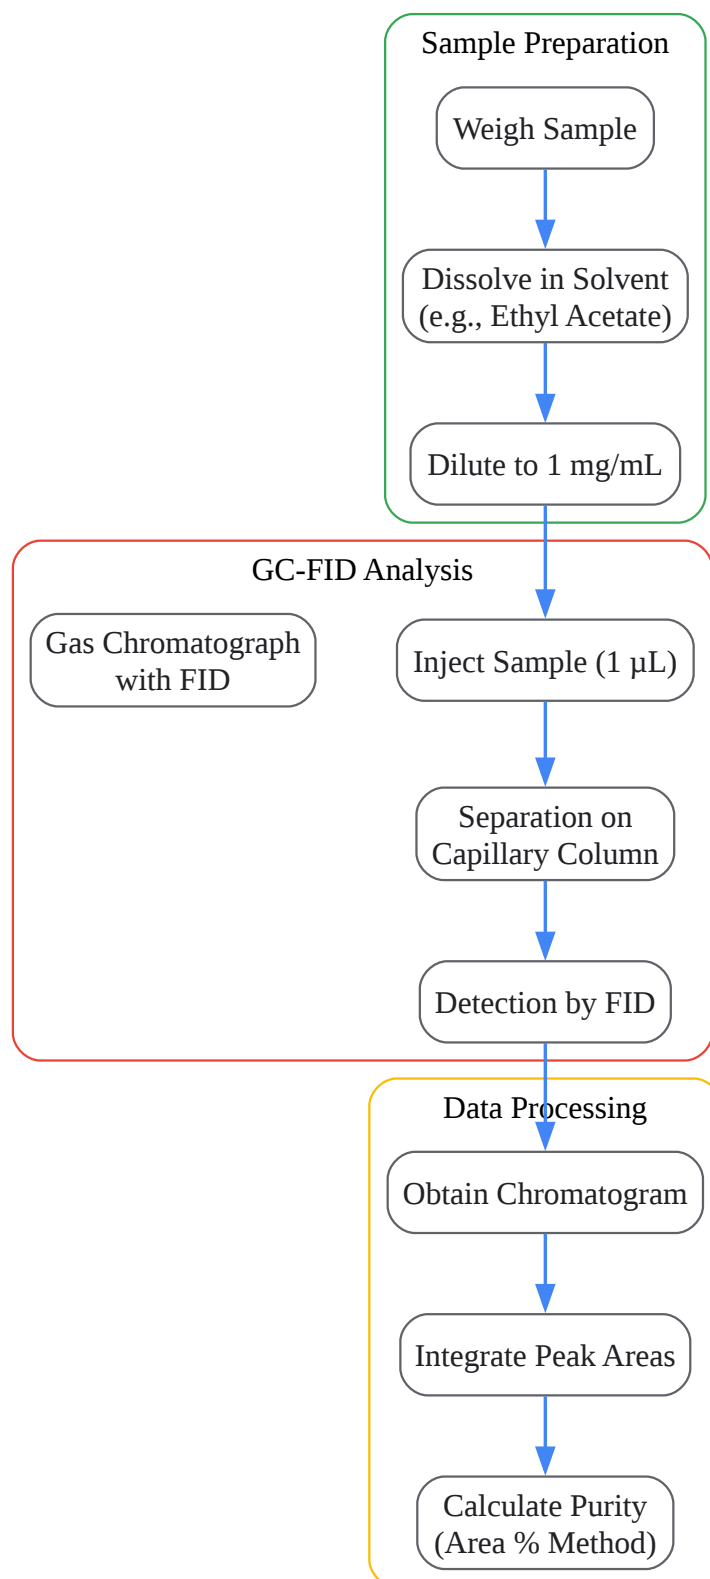 Sample Preparation
Weigh Sample
Dissolve in Solvent
(e.g., Ethyl Acetate)
Dilute to 1 mg/mL
GC-FID Analysis
Gas Chromatograph
with FID
Inject Sample (1 µL)
Separation on
Capillary Column
Detection by FID
Data Processing
Obtain Chromatogram
Integrate Peak Areas
Calculate Purity
(Area % Method)